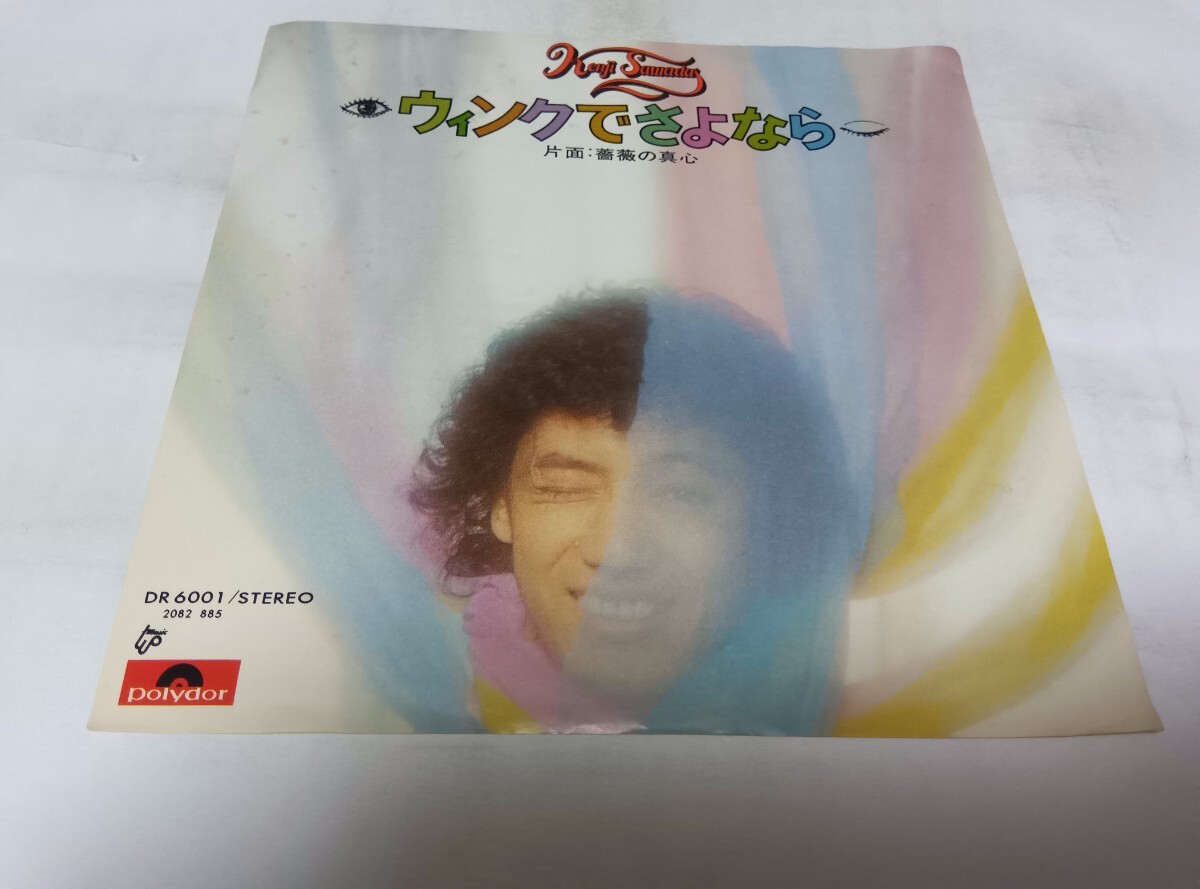 Kenji Sawada
ウィンクでさよなら
片面:薔薇の真心
DR 6001/STEREO
2082 885
music
polydor